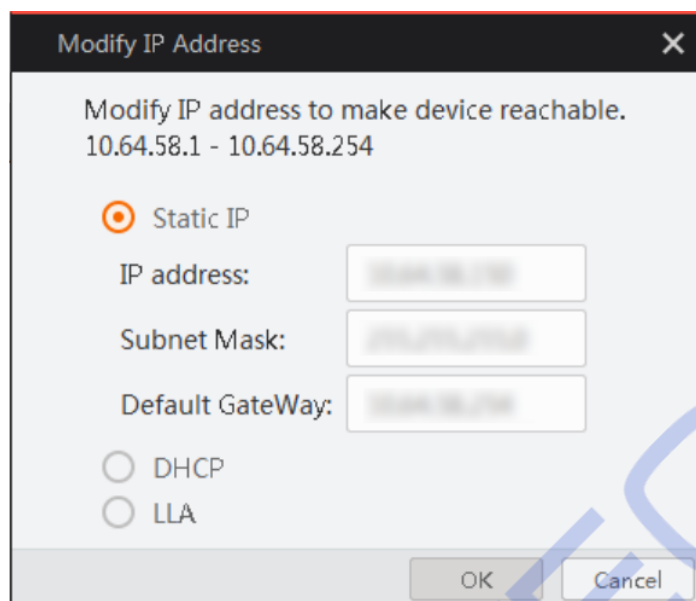 Modify IP Address
Modify IP address to make device reachable.
10.64.58.1 - 10.64.58.254
Static IP
IP address:
Subnet Mask:
Default GateWay:
DHCP
LLA
OK Cancel